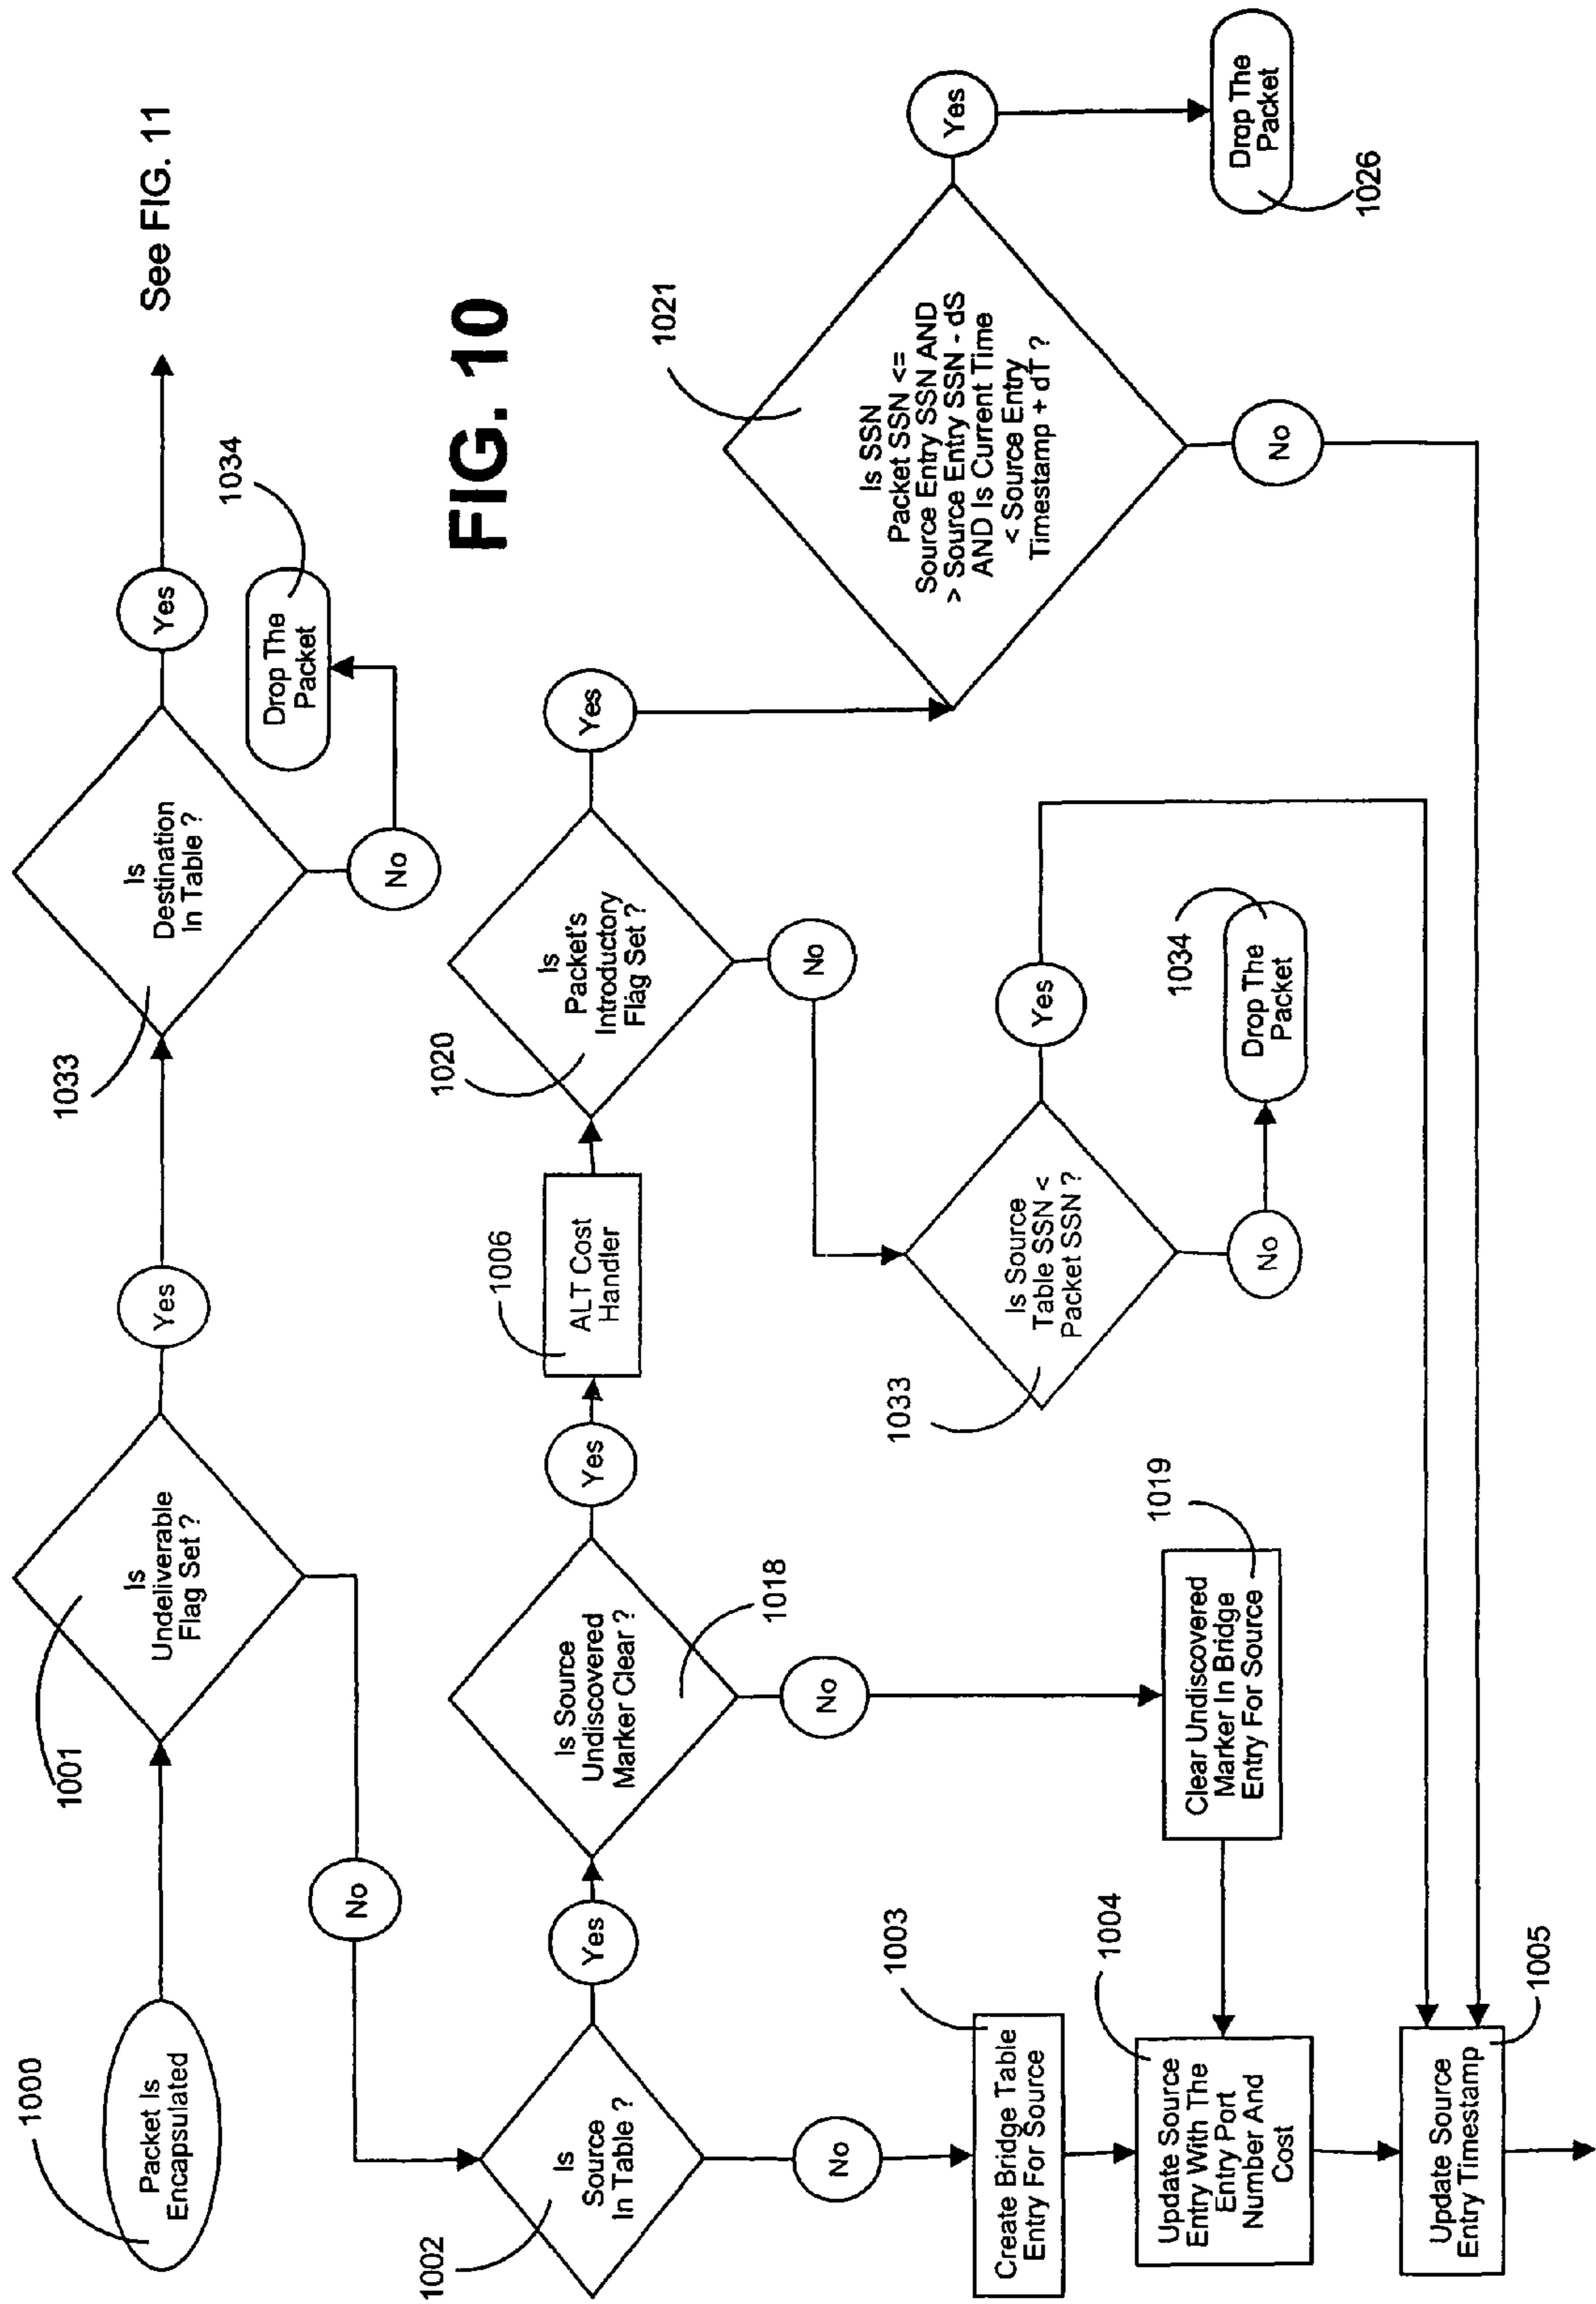 1000
Packet Is
Encapsulated
1001
Is
Undeliverable
Flag Set ?
Yes
No
1033
Is
Destination
In Table ?
Yes
See FIG. 11
No
Drop The
Packet
1034
FIG. 10
1002
Is
Source
In Table ?
Yes
No
Is Source
Undiscovered
Marker Clear ?
1018
Yes
No
1006
ALT Cost
Handler
1020
Is
Packet's
Introductory
Flag Set ?
Yes
No
1021
Is SSN
Packet SSN <=
Source Entry SSN AND
> Source Entry SSN - dS
AND Is Current Time
< Source Entry
Timestamp + dT ?
Yes
Drop The
Packet
1026
No
1033
Is Source
Table SSN <
Packet SSN ?
Yes
No
1034
Drop The
Packet
1003
Create Bridge Table
Entry For Source
1019
Clear Undiscovered
Marker In Bridge
Entry For Source
1004
Update Source
Entry With The
Entry Port
Number And
Cost
Update Source
Entry Timestamp
1005